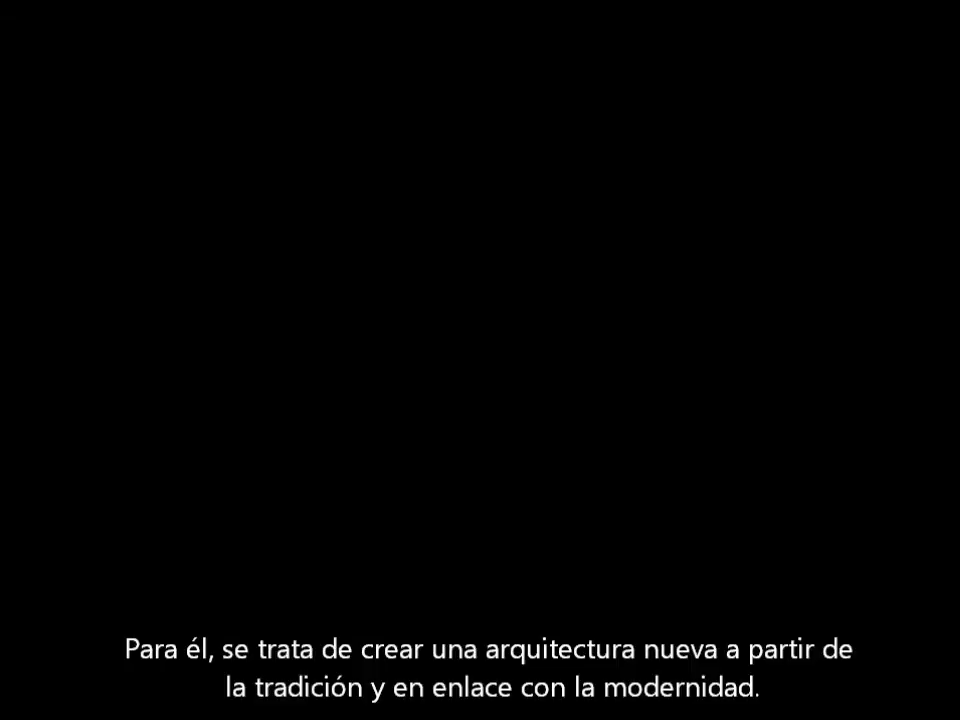 Para él, se trata de crear una arquitectura nueva a partir de
la tradición y en enlace con la modernidad.